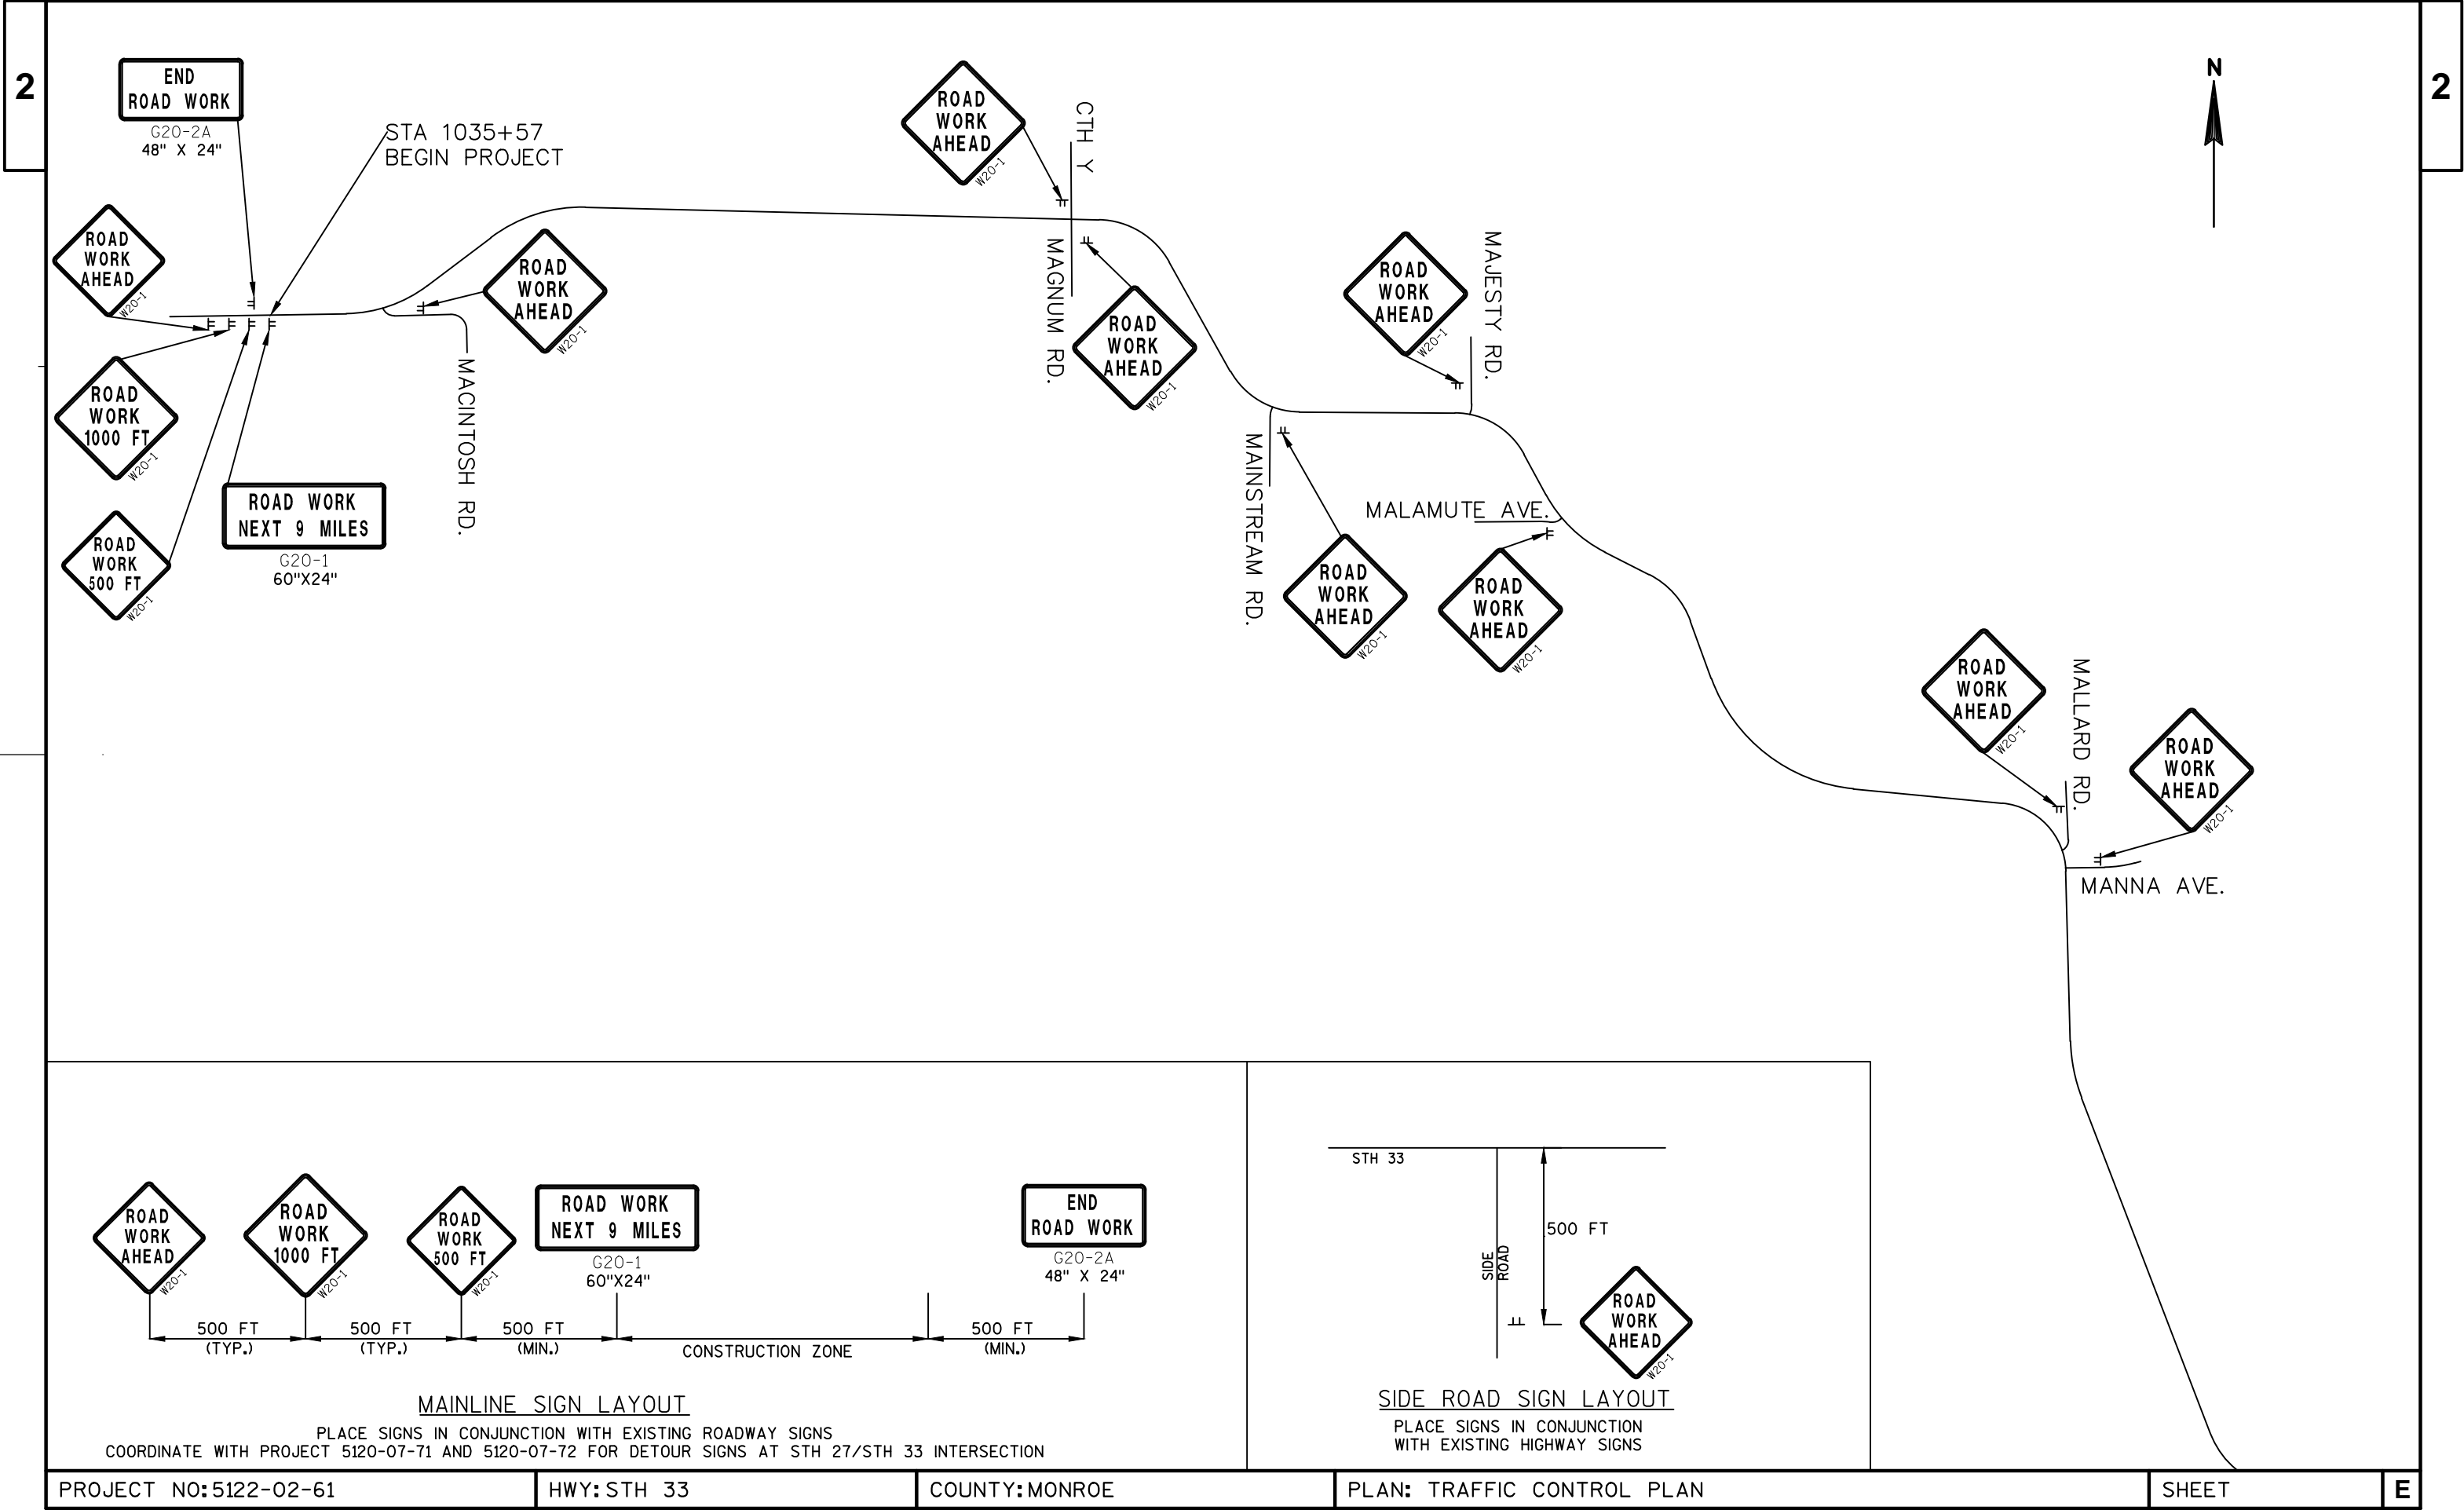 2
2
END
ROAD WORK
G20-2A
48" X 24"
STA 1035+57
BEGIN PROJECT
ROAD
WORK
AHEAD
W20-1
CTH Y
N
ROAD
WORK
AHEAD
W20-1
ROAD
WORK
AHEAD
W20-1
MAGNUM RD.
ROAD
WORK
AHEAD
W20-1
ROAD
WORK
AHEAD
W20-1
MAJESTY RD.
ROAD
WORK
1000 FT
W20-1
MACINTOSH RD.
ROAD WORK
NEXT 9 MILES
G20-1
60"X24"
ROAD
WORK
500 FT
W20-1
MAINSTREAM RD.
MALAMUTE AVE.
ROAD
WORK
AHEAD
W20-1
ROAD
WORK
AHEAD
W20-1
ROAD
WORK
AHEAD
W20-1
MALLARD RD.
ROAD
WORK
AHEAD
W20-1
MANNA AVE.
ROAD
WORK
AHEAD
W20-1
ROAD
WORK
1000 FT
W20-1
ROAD
WORK
500 FT
W20-1
ROAD WORK
NEXT 9 MILES
G20-1
60"X24"
END
ROAD WORK
G20-2A
48" X 24"
500 FT
(TYP.)
500 FT
(TYP.)
500 FT
(MIN.)
CONSTRUCTION ZONE
500 FT
(MIN.)
MAINLINE SIGN LAYOUT
PLACE SIGNS IN CONJUNCTION WITH EXISTING ROADWAY SIGNS
COORDINATE WITH PROJECT 5120-07-71 AND 5120-07-72 FOR DETOUR SIGNS AT STH 27/STH 33 INTERSECTION
STH 33
500 FT
SIDE
ROAD
ROAD
WORK
AHEAD
W20-1
SIDE ROAD SIGN LAYOUT
PLACE SIGNS IN CONJUNCTION
WITH EXISTING HIGHWAY SIGNS
PROJECT NO:5122-02-61
HWY:STH 33
COUNTY:MONROE
PLAN: TRAFFIC CONTROL PLAN
SHEET
E